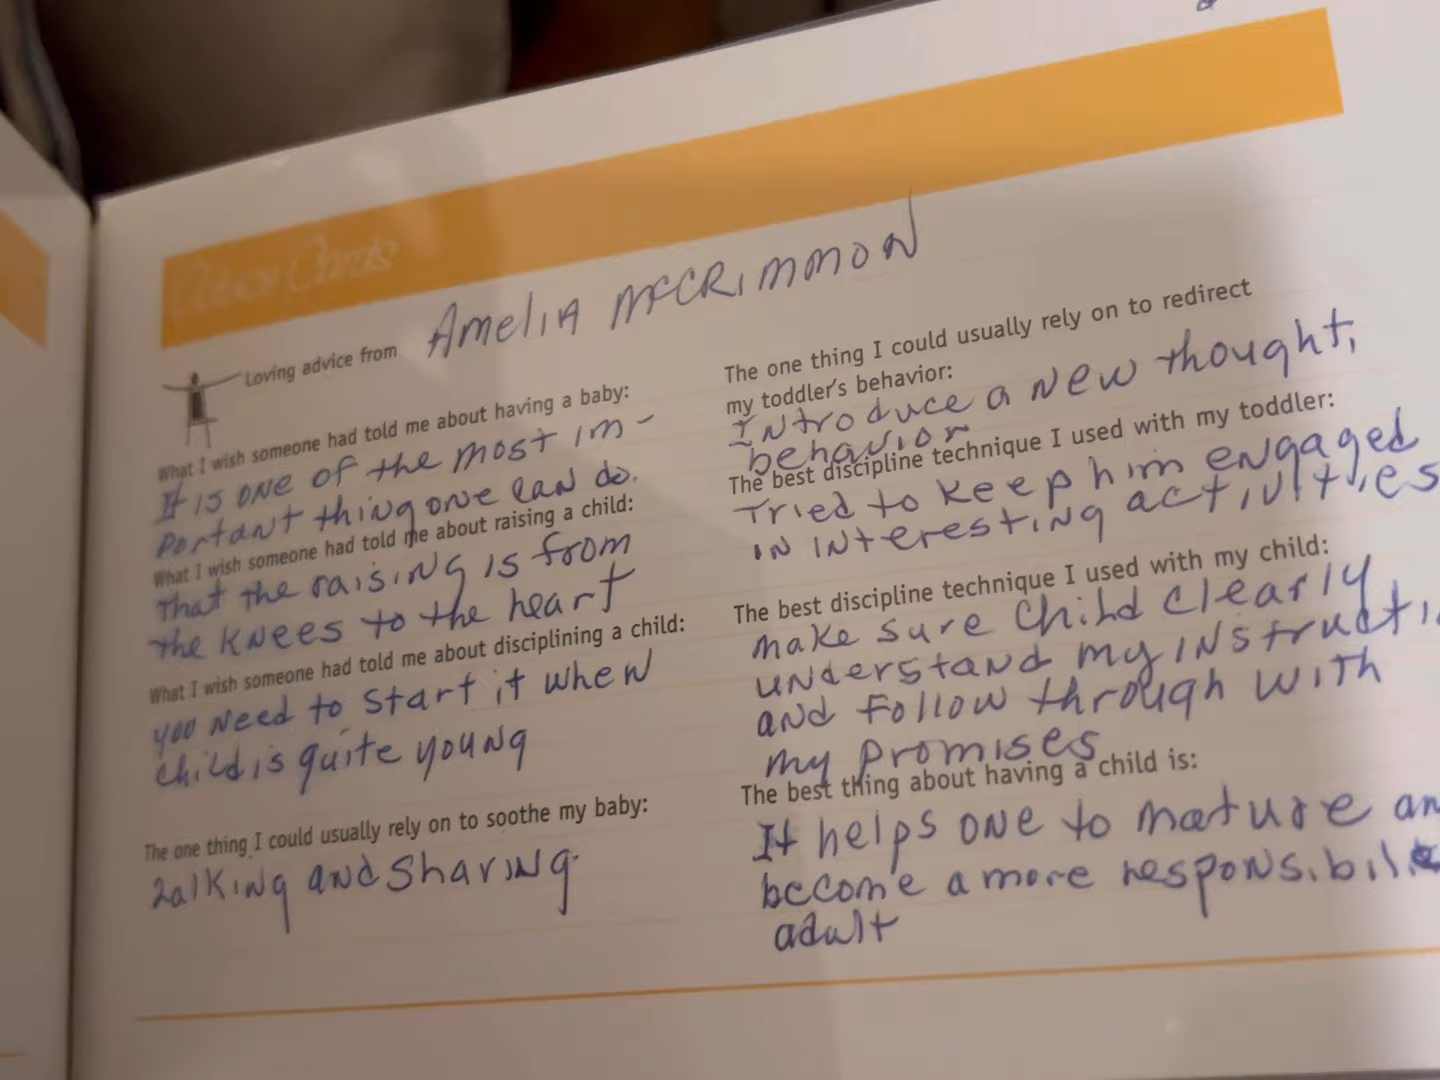 Advice Cards
Loving advice from AMELIA McCRIMMON
What I wish someone had told me about having a baby:
It is one of the most im-
portant thing one can do.
What I wish someone had told me about raising a child:
That the raising is from
the knees to the heart
What I wish someone had told me about disciplining a child:
you need to start it when
child is quite young
The one thing I could usually rely on to soothe my baby:
Talking and sharing
The one thing I could usually rely on to redirect
my toddler's behavior:
Introduce a new thought,
behavior
The best discipline technique I used with my toddler:
Tried to keep him engaged
in interesting activities
The best discipline technique I used with my child:
make sure child clearly
understand my instructi
and follow through with
my promises
The best thing about having a child is:
It helps one to mature an
become a more responsibil
adult